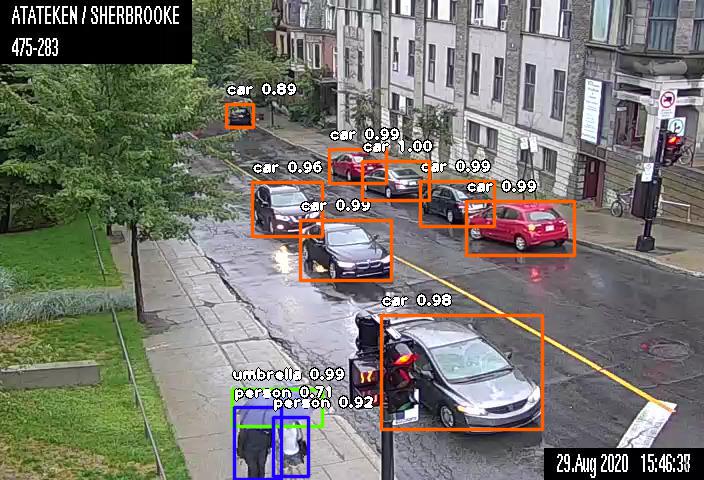 ATATEKEN / SHERBROOKE
475-283
car 0.89
car 0.99
car 1.00
car 0.96
car 0.99
car 0.99
car 0.99
car 0.98
umbrella 0.99
person 0.71
person 0.92
29.Aug 2020 15:46:37